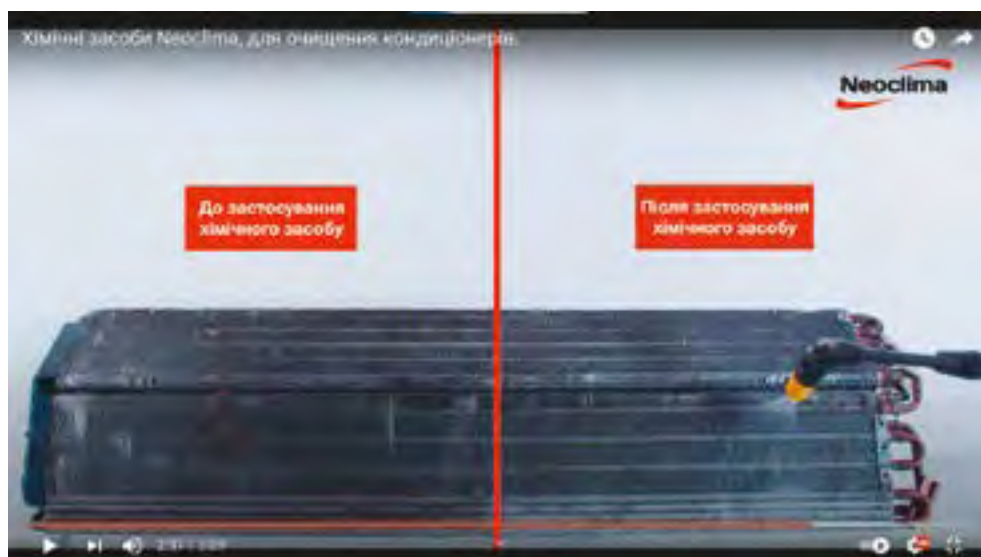 Хімічні засоби Neoclima, для очищення кондиціонерів.
Neoclima
До застосування
хімічного засобу
Після застосування
хімічного засобу